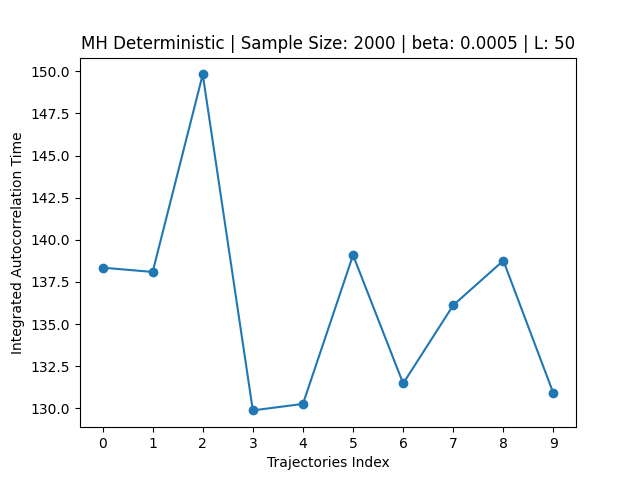 MH Deterministic | Sample Size: 2000 | beta: 0.0005 | L: 50
Integrated Autocorrelation Time
150.0
147.5
145.0
142.5
140.0
137.5
135.0
132.5
130.0
0 1 2 3 4 5 6 7 8 9
Trajectories Index